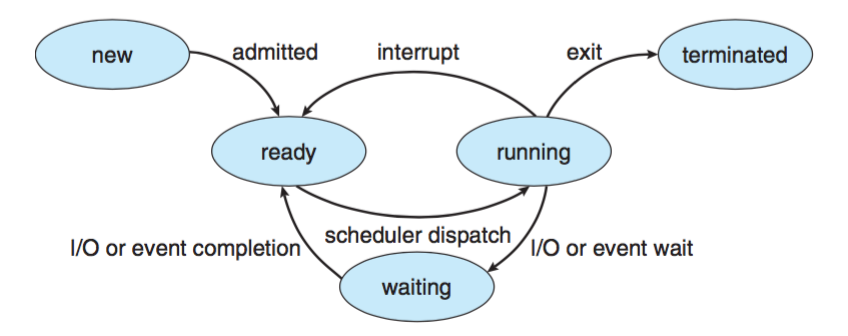 new
admitted
interrupt
exit
terminated
ready
running
scheduler dispatch
I/O or event completion
I/O or event wait
waiting